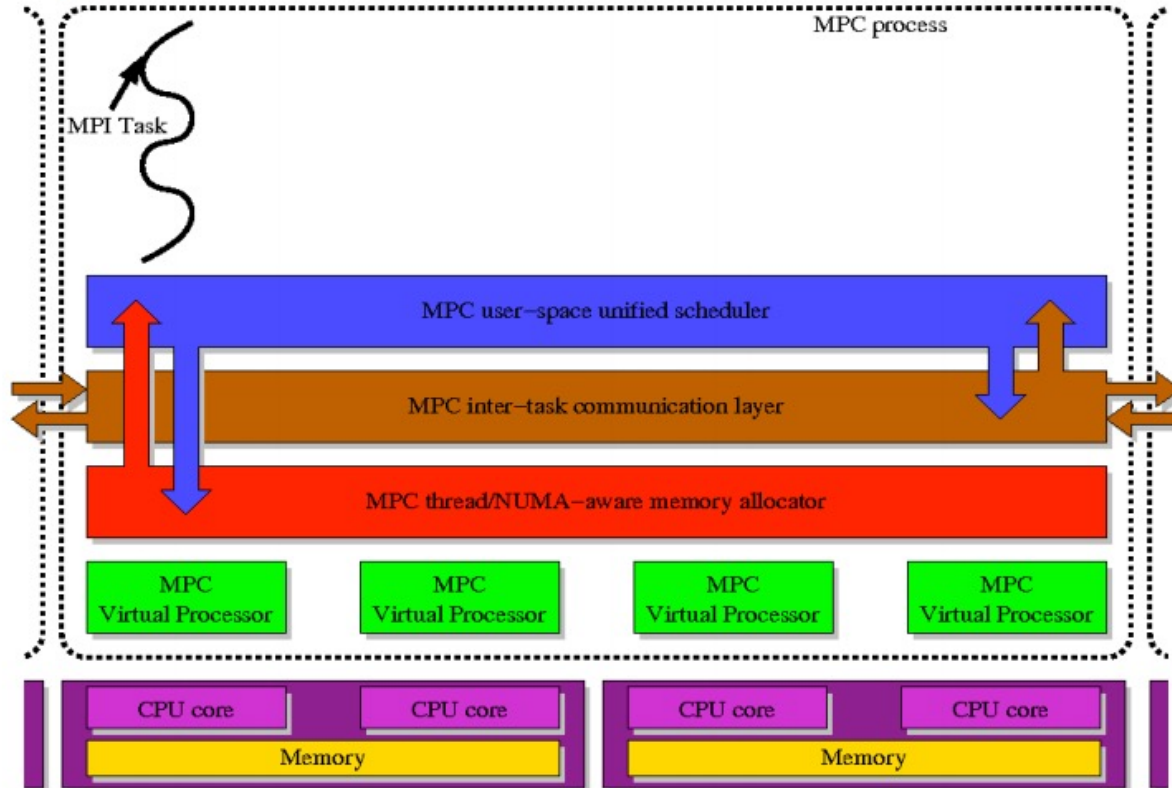 MPC process
MPI Task
MPC user−space unified scheduler
MPC inter−task communication layer
MPC thread/NUMA−aware memory allocator
MPC
Virtual Processor
MPC
Virtual Processor
MPC
Virtual Processor
MPC
Virtual Processor
CPU core
CPU core
CPU core
CPU core
Memory
Memory